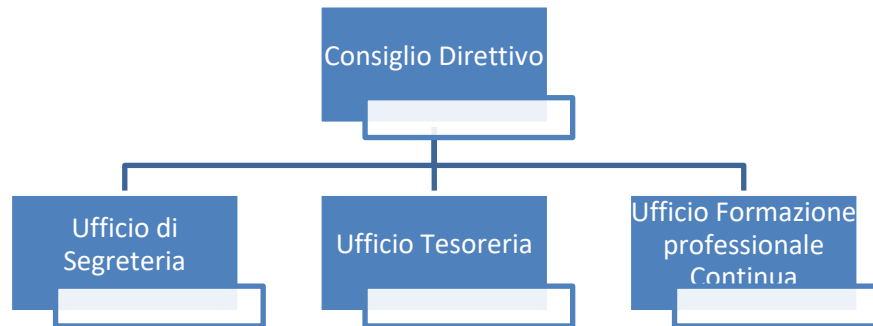 Consiglio Direttivo
Ufficio di
Segreteria
Ufficio Tesoreria
Ufficio Formazione
professionale
Continua